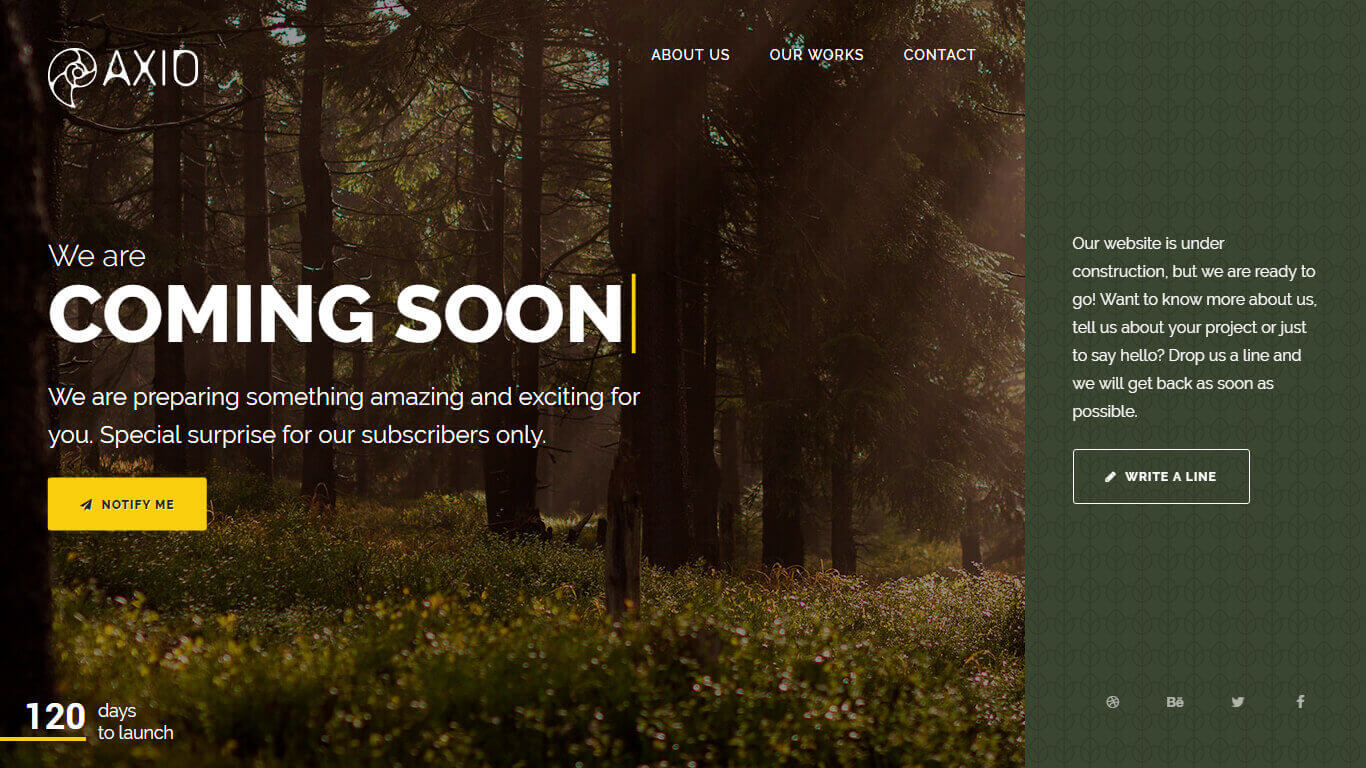 AXIO
ABOUT US
OUR WORKS
CONTACT
We are
COMING SOON
We are preparing something amazing and exciting for
you. Special surprise for our subscribers only.
NOTIFY ME
120
days
to launch
Our website is under
construction, but we are ready to
go! Want to know more about us,
tell us about your project or just
to say hello? Drop us a line and
we will get back as soon as
possible.
WRITE A LINE
Bē